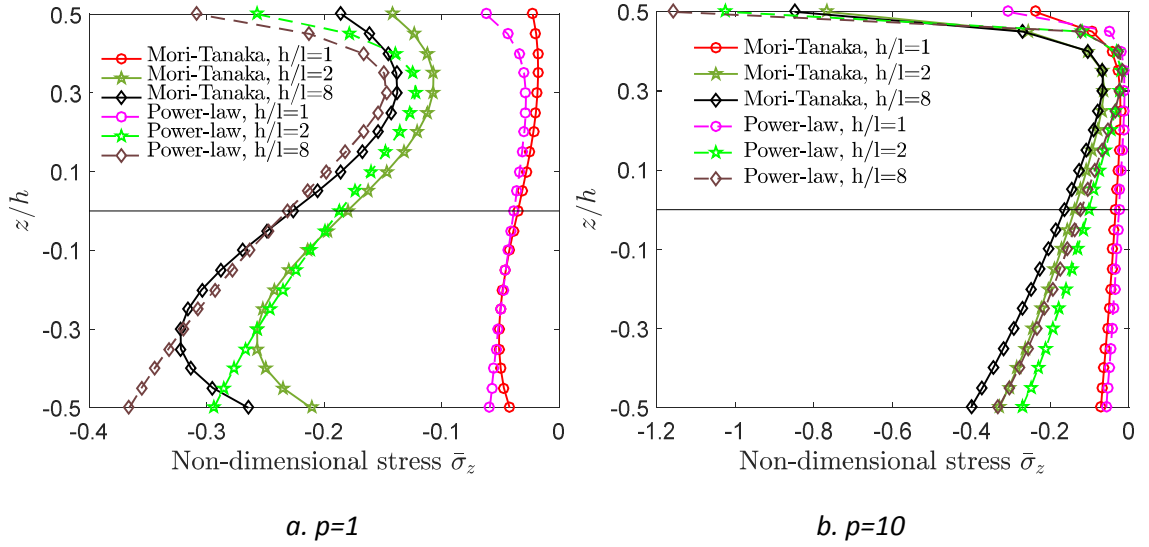 0.5
0.3
0.1
-0.1
-0.3
-0.5
z/h
Mori-Tanaka, h/l=1
Mori-Tanaka, h/l=2
Mori-Tanaka, h/l=8
Power-law, h/l=1
Power-law, h/l=2
Power-law, h/l=8
-0.4 -0.3 -0.2 -0.1 0
Non-dimensional stress σ̄z
a. p=1
0.5
0.3
0.1
-0.1
-0.3
-0.5
z/h
Mori-Tanaka, h/l=1
Mori-Tanaka, h/l=2
Mori-Tanaka, h/l=8
Power-law, h/l=1
Power-law, h/l=2
Power-law, h/l=8
-1.2 -1 -0.8 -0.6 -0.4 -0.2 0
Non-dimensional stress σ̄z
b. p=10